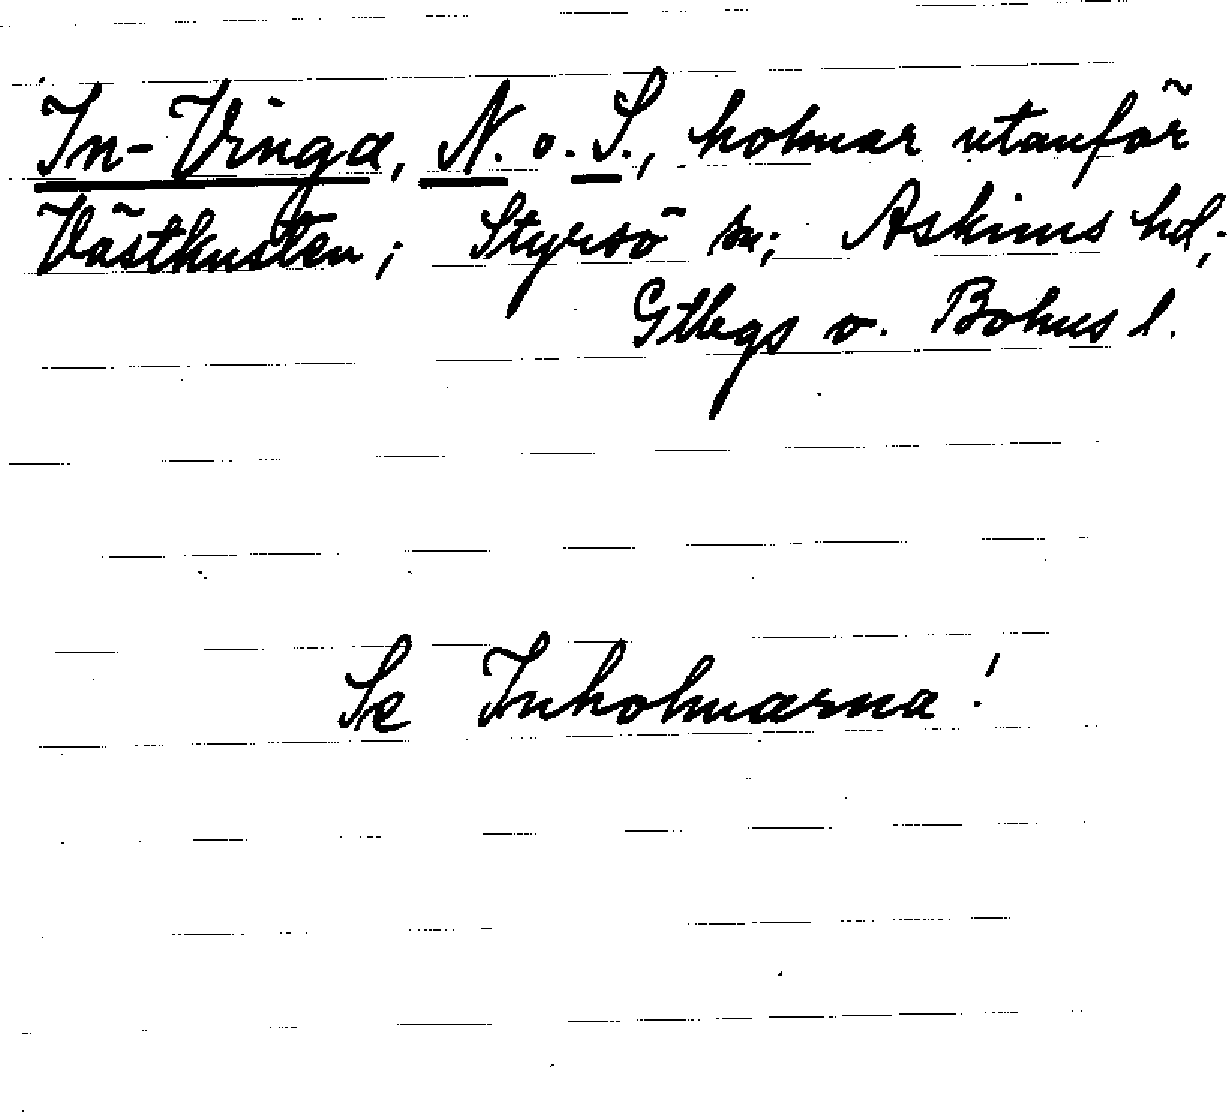 In-Vinga, N. o. S., holmar utanför
Västkusten; Styrsö sn; Askims hd;
Gtbgs o. Bohus l.
Se Inholmarna!